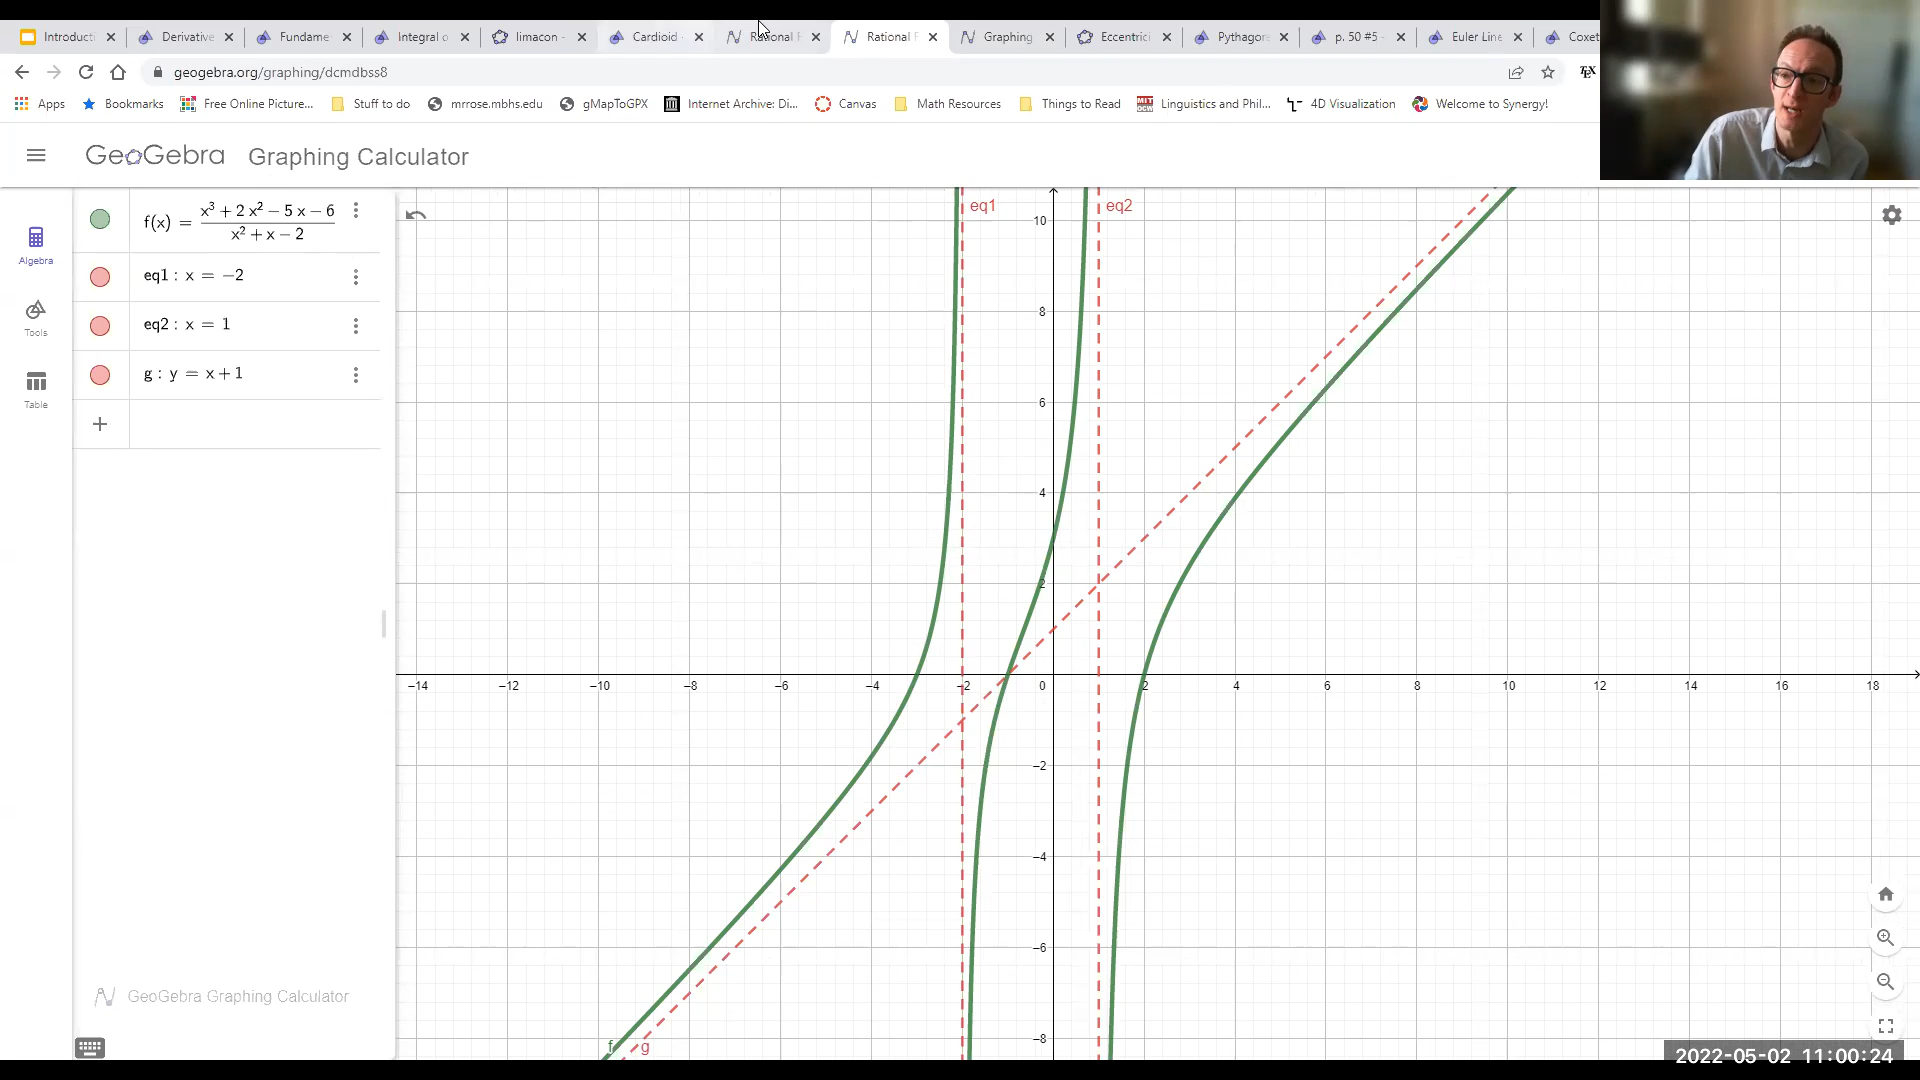 Introducti Derivative Fundame Integral o limacon - Cardioid - Rational F Rational F Graphing Eccentrici Pythagore p. 50 #5 - Euler Line Coxet
geogebra.org/graphing/dcmdbss8
Apps Bookmarks Free Online Picture... Stuff to do mrrose.mbhs.edu gMapToGPX Internet Archive: Di... Canvas Math Resources Things to Read Linguistics and Phil... 4D Visualization Welcome to Synergy!
GeoGebra Graphing Calculator
Algebra
Tools
Table
f(x) = (x³ + 2 x² − 5 x − 6) / (x² + x − 2)
eq1 : x = −2
eq2 : x = 1
g : y = x + 1
GeoGebra Graphing Calculator
eq1 eq2
10
8
6
4
2
−14 −12 −10 −8 −6 −4 −2 0 2 4 6 8 10 12 14 16 18
−2
−4
−6
−8
f g
2022-05-02 11:00:24